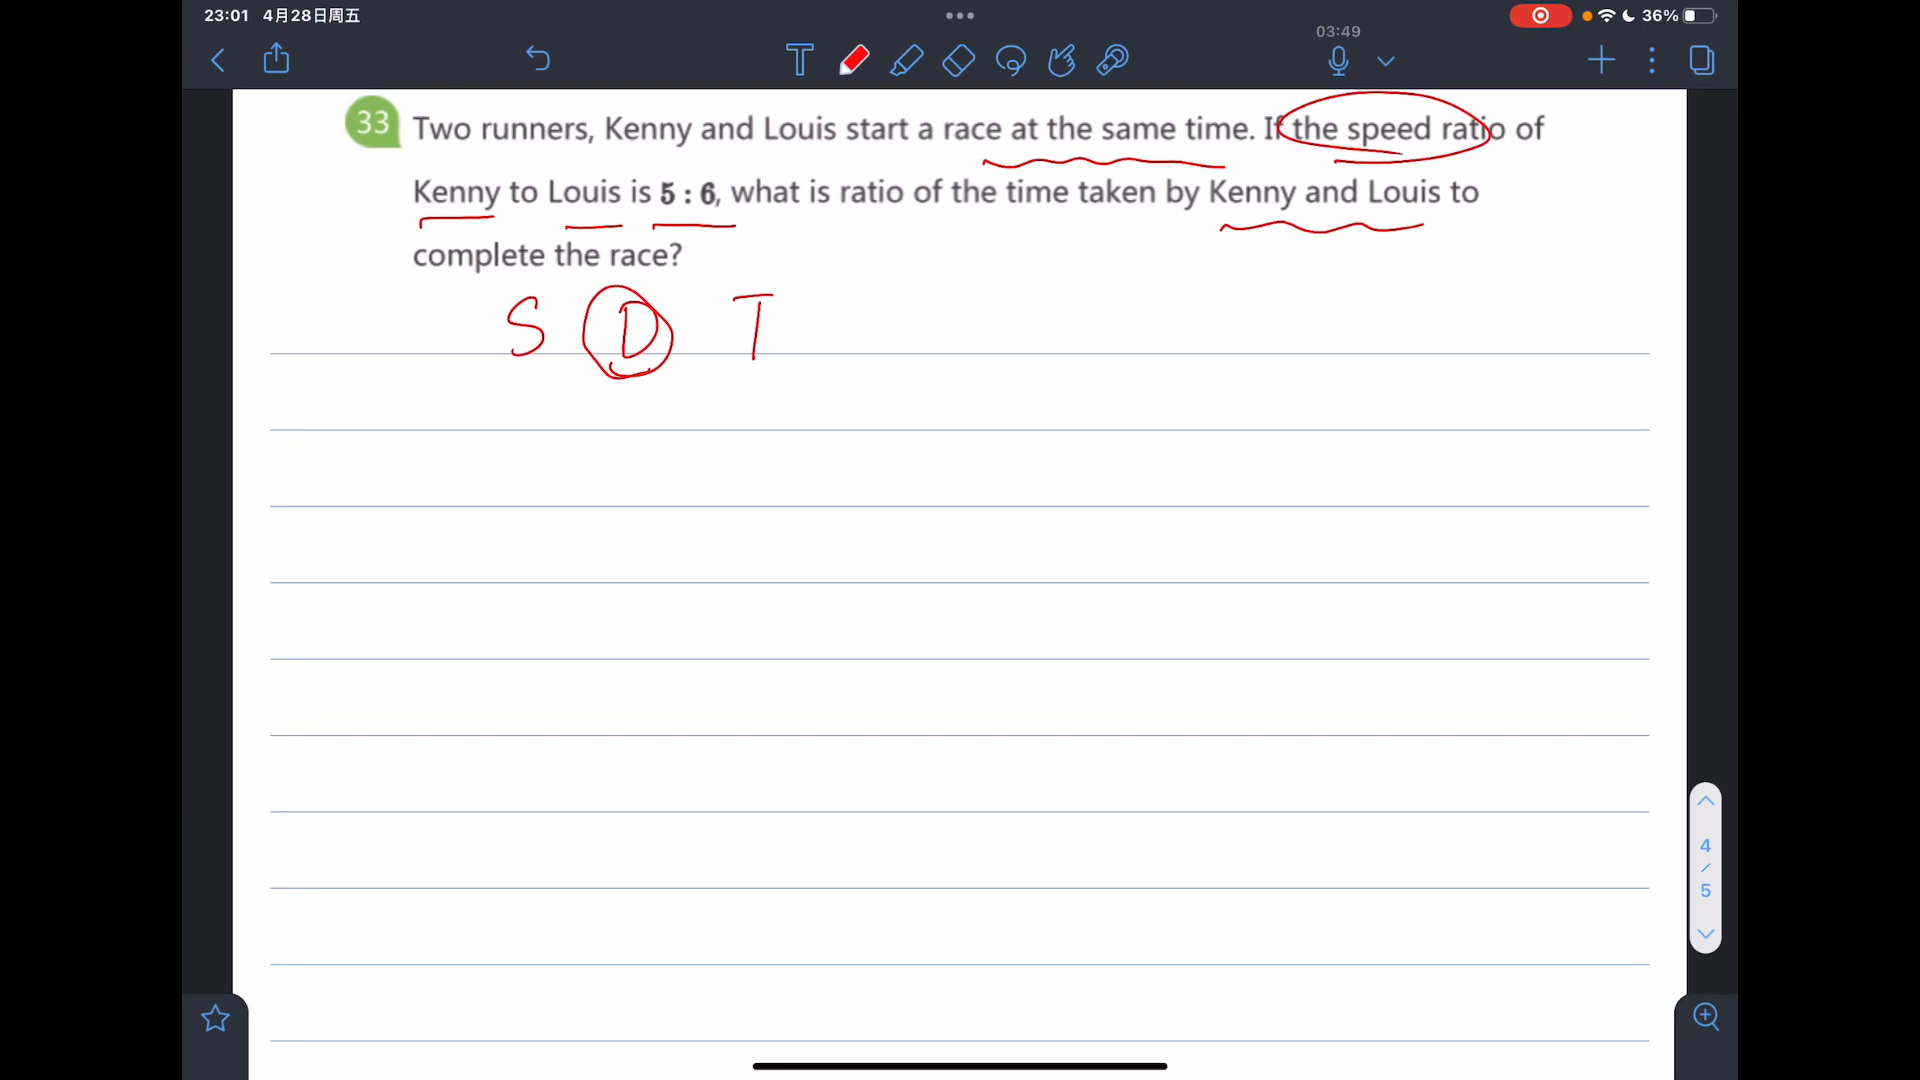 23:01 4月28日周五
36%
03:49
33 Two runners, Kenny and Louis start a race at the same time. If the speed ratio of
Kenny to Louis is 5 : 6, what is ratio of the time taken by Kenny and Louis to
complete the race?
S D T
4
/
5